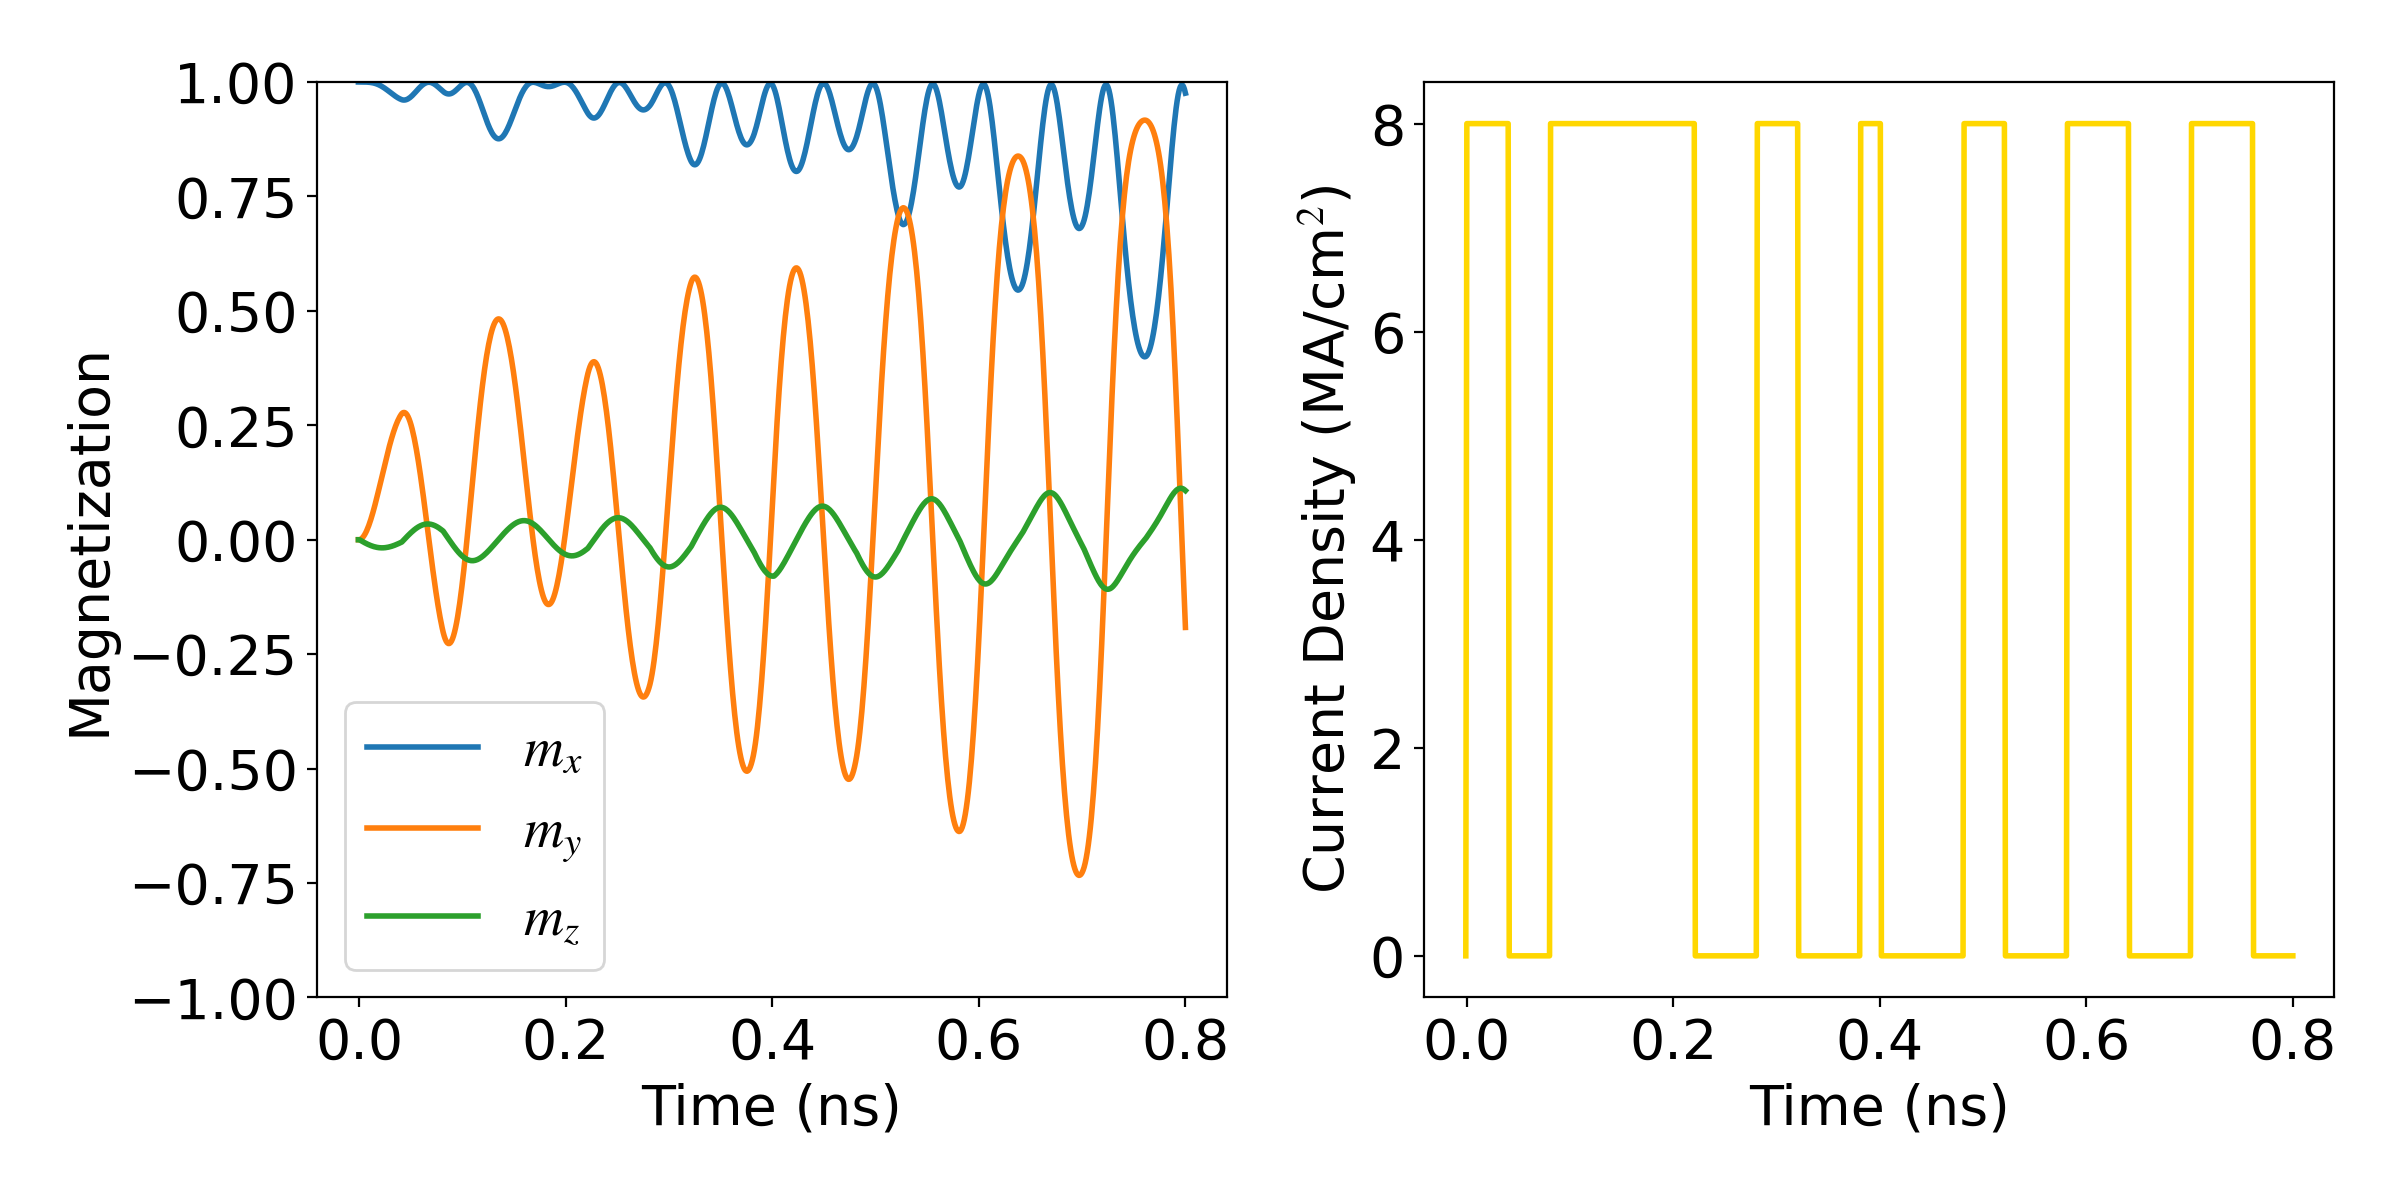 1.00
0.75
0.50
0.25
0.00
−0.25
−0.50
−0.75
−1.00
Magnetization
0.0 0.2 0.4 0.6 0.8
Time (ns)
m_x
m_y
m_z
8
6
4
2
0
Current Density (MA/cm²)
0.0 0.2 0.4 0.6 0.8
Time (ns)